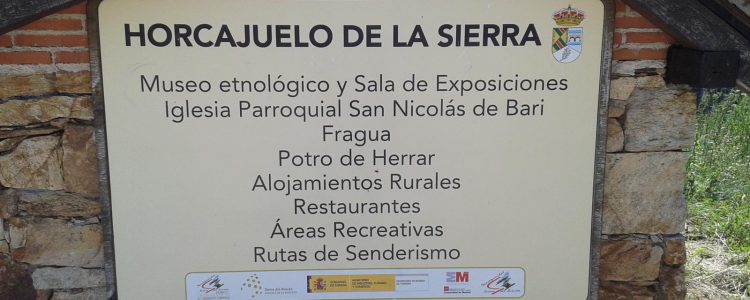 HORCAJUELO DE LA SIERRA
Museo etnológico y Sala de Exposiciones
Iglesia Parroquial San Nicolás de Bari
Fragua
Potro de Herrar
Alojamientos Rurales
Restaurantes
Áreas Recreativas
Rutas de Senderismo